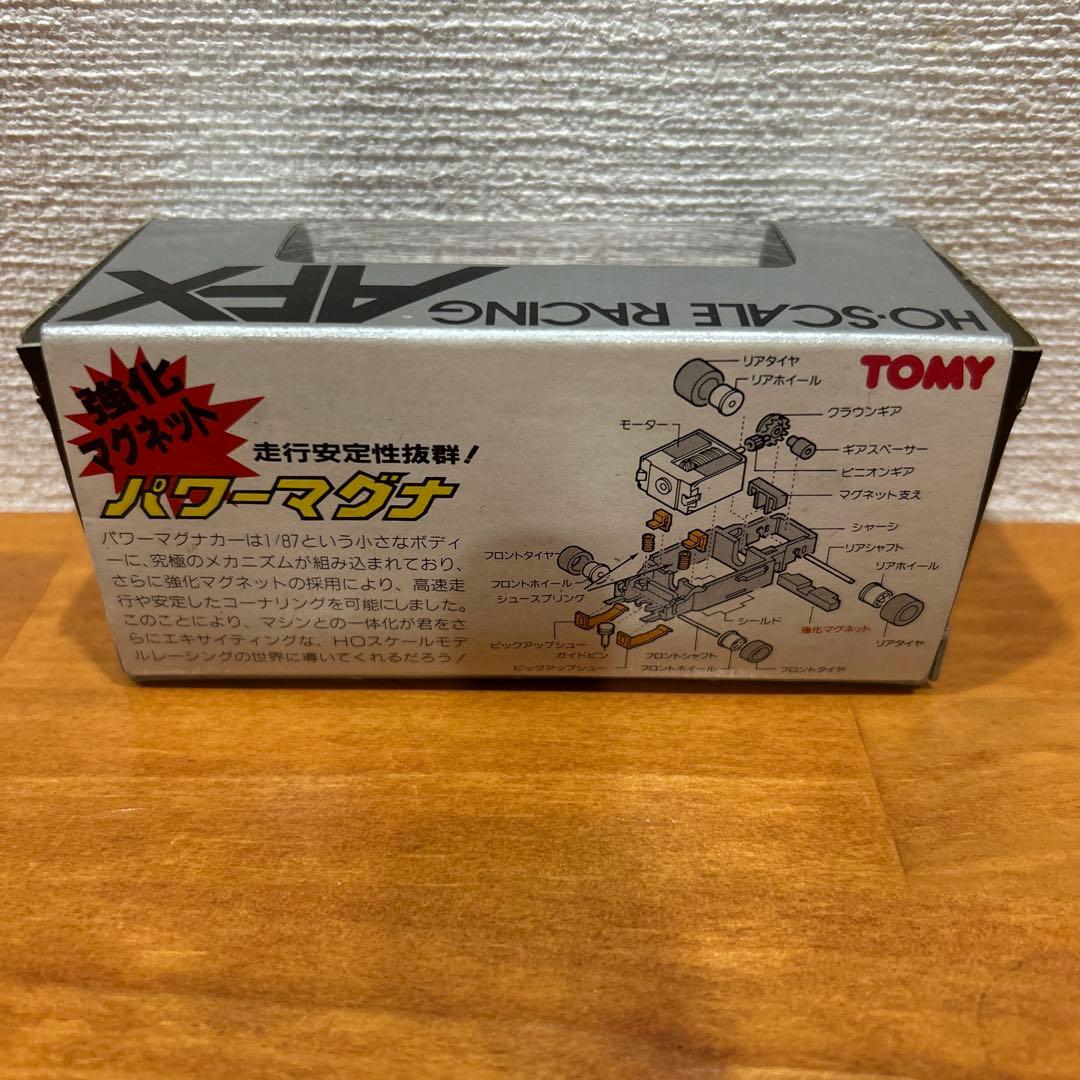 AFX
HO-SCALE RACING
強化
マグネット
走行安定性抜群!
パワーマグナ
パワーマグナカーは1/87という小さなボディ
ーに、究極のメカニズムが組み込まれており、
さらに強化マグネットの採用により、高速走
行や安定したコーナリングを可能にしました。
このことにより、マシンとの一体化が君をさ
らにエキサイティングな、HOスケールモデ
ルレーシングの世界に導いてくれるだろう!
TOMY
リアタイヤ
リアホイール
クラウンギア
モーター
ギアスペーサー
ピニオンギア
マグネット支え
シャーシ
リアシャフト
リアホイール
フロントタイヤ
フロントホイール
シュースプリング
シールド
強化マグネット
リアタイヤ
ピックアップシュー
ガイドピン
フロントシャフト
ピックアップシュー
フロントホイール
フロントタイヤ